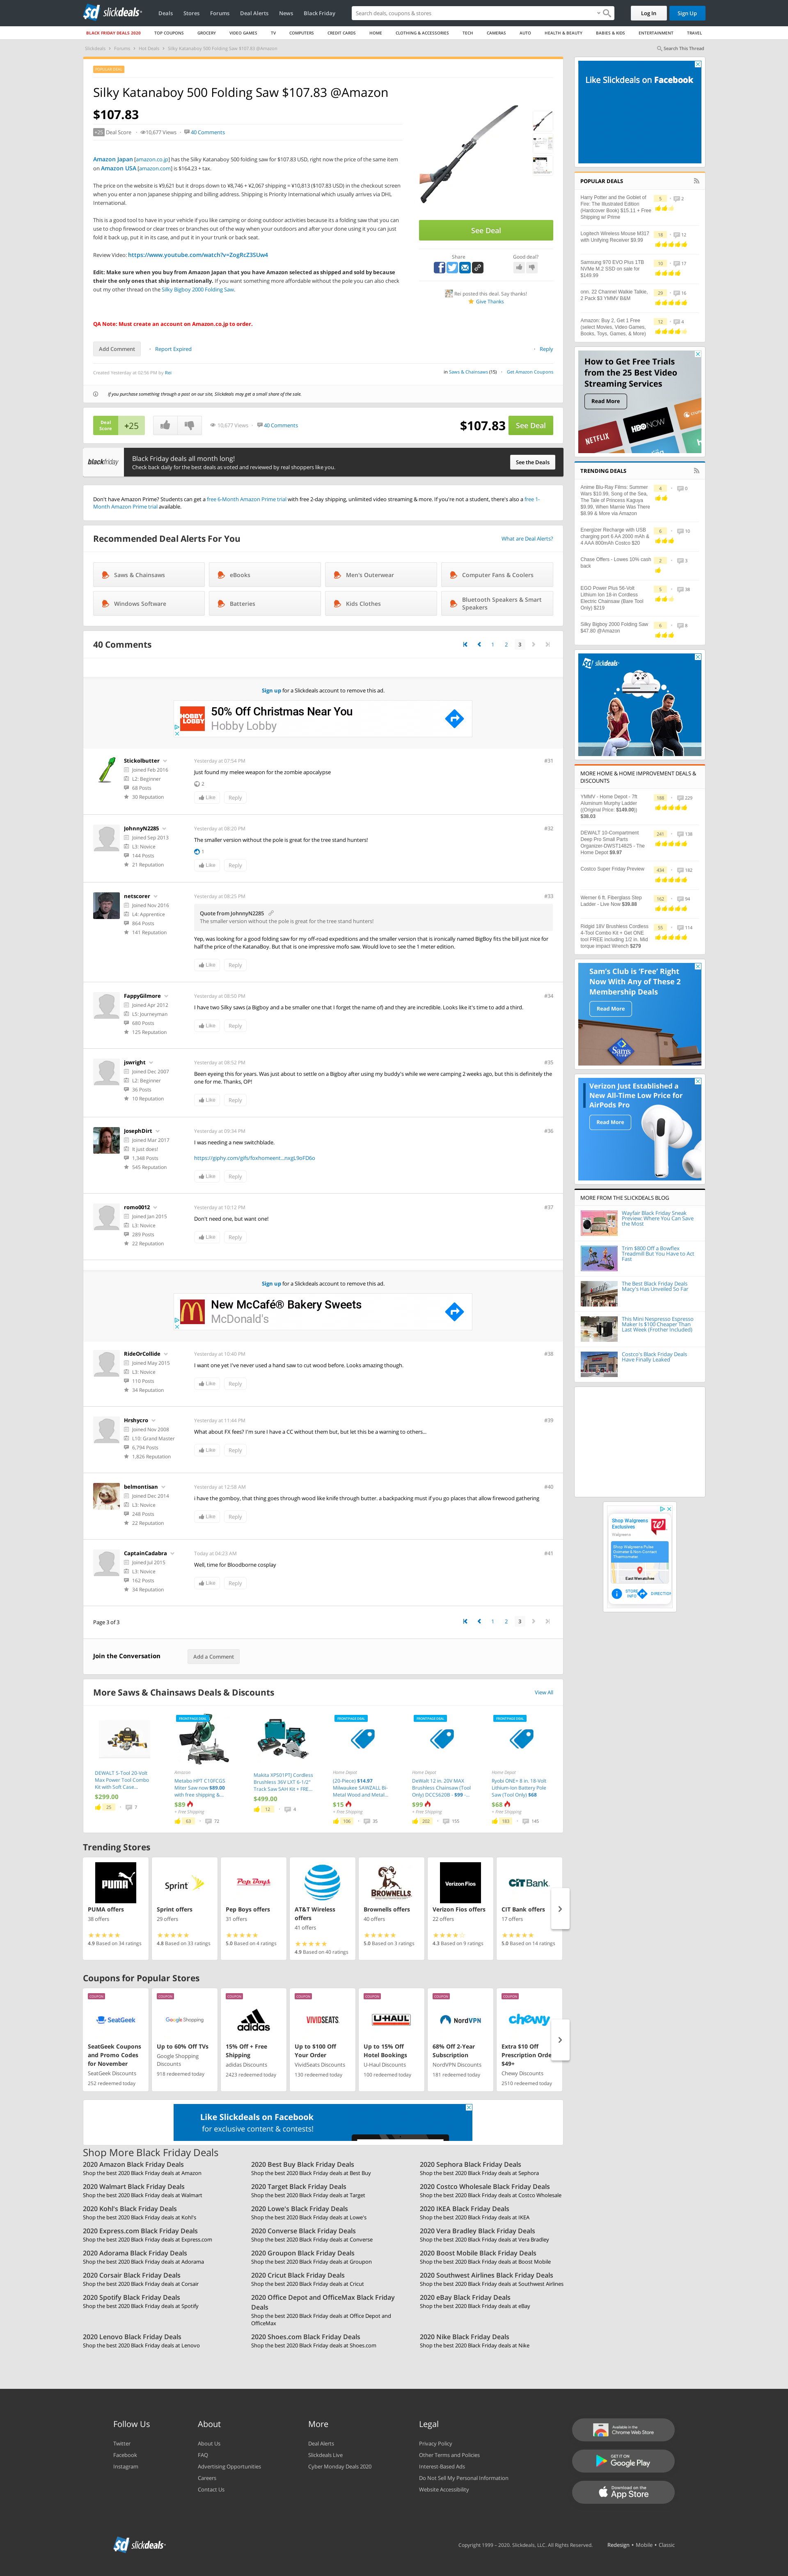 sd slickdeals
Deals Stores Forums Deal Alerts News Black Friday
Search deals, coupons & stores
Log In Sign Up
BLACK FRIDAY DEALS 2020 TOP COUPONS GROCERY VIDEO GAMES TV COMPUTERS CREDIT CARDS HOME CLOTHING & ACCESSORIES TECH CAMERAS AUTO HEALTH & BEAUTY BABIES & KIDS ENTERTAINMENT TRAVEL
Slickdeals > Forums > Hot Deals > Silky Katanaboy 500 Folding Saw $107.83 @Amazon
Search This Thread
Silky Katanaboy 500 Folding Saw $107.83 @Amazon
$107.83
+25 Deal Score 10,677 Views 40 Comments
Amazon Japan [amazon.co.jp] has the Silky Katanaboy 500 folding saw for $107.83 USD, right now the price of the same item
on Amazon USA [amazon.com] is $164.23 + tax.
The price on the website is ¥9,621 but it drops down to ¥8,746 + ¥2,067 shipping = ¥10,813 ($107.83 USD) in the checkout screen
when you enter in your non Japanese shipping and billing addresses. Shipping is Priority International which usually arrives via DHL
international.
This is a good tool to have in your vehicle if you like camping or going on outdoor activities because its a folding saw that you can
use to chop overland or car clear trees or branches out of the way when your outdoors and after your done using it you can just
fold it back up, put it in its case, and put it in your trunk or back seat.
Review Video: https://www.youtube.com/watch?v=ZogRcZ3SUw4
Edit: Make sure when you buy from Amazon Japan that you have Amazon selected as shipped and sold by because
their the only ones that ship internationally. If you want something more affordable without the pole you can also check
out my other thread on the Silky Bigboy 2000 Folding Saw.
QA Note: Must create an account on Amazon.co.jp to order.
See Deal
Share Good deal?
Rei posted this deal. Say thanks!
Give Thanks
Add Comment Report Expired Reply
Created Yesterday at 02:56 PM by Rei
in Saws & Chainsaws (15) Get Amazon Coupons
If you purchase something through a post on our site, Slickdeals may get a small share of the sale.
Deal Score +25 10,677 Views 40 Comments $107.83 See Deal
blackfriday
Black Friday deals all month long!
Check back daily for the best deals as voted and reviewed by real shoppers like you.
See the Deals
Don't have Amazon Prime? Students can get a free 6-Month Amazon Prime trial with free 2-day shipping, unlimited video streaming & more. If you're not a student, there's also a free 1-
Month Amazon Prime trial available.
Recommended Deal Alerts For You
What are Deal Alerts?
Saws & Chainsaws eBooks Men's Outerwear Computer Fans & Coolers
Windows Software Batteries Kids Clothes Bluetooth Speakers & Smart Speakers
40 Comments
1 2 3
Sign up for a Slickdeals account to remove this ad.
HOBBY LOBBY
50% Off Christmas Near You
Hobby Lobby
Stickolbutter
Joined Feb 2016
L2: Beginner
68 Posts
30 Reputation
Yesterday at 07:54 PM
#31
Just found my melee weapon for the zombie apocalypse
2
Like Reply
JohnnyN2285
Joined Sep 2013
L3: Novice
144 Posts
21 Reputation
Yesterday at 08:20 PM
#32
The smaller version without the pole is great for the tree stand hunters!
1
Like Reply
netscorer
Joined Nov 2016
L4: Apprentice
864 Posts
141 Reputation
Yesterday at 08:25 PM
#33
Quote from JohnnyN2285
The smaller version without the pole is great for the tree stand hunters!
Yep, was looking for a good folding saw for my off-road expeditions and the smaller version that is ironically named BigBoy fits the bill just nice for
half the price of the KatanaBoy. But that is one impressive motherf**n mofo saw. Would love to see the 1 meter edition.
Like Reply
FappyGilmore
Joined Apr 2012
L5: Journeyman
680 Posts
125 Reputation
Yesterday at 08:50 PM
#34
I have two Silky saws (a Bigboy and a be smaller one that I forget the name of) and they are incredible. Looks like it's time to add a third.
Like Reply
jswright
Joined Dec 2007
L2: Beginner
36 Posts
10 Reputation
Yesterday at 08:52 PM
#35
Been eyeing this for years. Was just about to settle on a Bigboy after using my buddy's while we were camping 2 weeks ago, but this is definitely the
one for me. Thanks, OP!
Like Reply
JosephDirt
Joined Mar 2017
It just does!
1,348 Posts
545 Reputation
Yesterday at 09:34 PM
#36
I was needing a new switchblade.
https://giphy.com/gifs/foxhomeent...nxgL9oFD6o
Like Reply
romo0012
Joined Jan 2015
L3: Novice
289 Posts
22 Reputation
Yesterday at 10:12 PM
#37
Don't need one, but want one!
Like Reply
Sign up for a Slickdeals account to remove this ad.
New McCafé® Bakery Sweets
McDonald's
RideOrCollide
Joined May 2015
L3: Novice
110 Posts
34 Reputation
Yesterday at 10:40 PM
#38
I want one yet I've never used a hand saw to cut wood before. Looks amazing though.
Like Reply
Hrshycro
Joined Nov 2008
L10: Grand Master
6,794 Posts
1,826 Reputation
Yesterday at 11:44 PM
#39
What about FX fees? I'm sure I have a CC without them but, but let this be a warning to others...
Like Reply
belmontisan
Joined Dec 2014
L3: Novice
248 Posts
22 Reputation
Yesterday at 12:58 AM
#40
i have the gomboy, that thing goes through wood like knife through butter. a backpacking must if you go places that allow firewood gathering
Like Reply
CaptainCadabra
Joined Jul 2015
L3: Novice
162 Posts
34 Reputation
Today at 04:23 AM
#41
Well, time for Bloodborne cosplay
Like Reply
Page 3 of 3
1 2 3
Join the Conversation Add a Comment
More Saws & Chainsaws Deals & Discounts
View All
DEWALT 5-Tool 20-Volt Max Power Tool Combo Kit with Soft Case...
$299.00
25 7
Amazon
Metabo HPT C10FCGS Miter Saw now $89.00 with free shipping &...
$89
+ Free Shipping
63 72
Makita XPS01PTJ Cordless Brushless 36V LXT 6-1/2" Track Saw 5AH Kit + FRE...
$499.00
12 4
Home Depot
(20-Piece) $14.97 Milwaukee SAWZALL Bi-Metal Wood and Metal...
$15
+ Free Shipping
106 35
Home Depot
DeWalt 12 in. 20V MAX Brushless Chainsaw (Tool Only) DCCS620B - $99 -...
$99
+ Free Shipping
202 150
Home Depot
Ryobi ONE+ 8 in. 18-Volt Lithium-Ion Battery Pole Saw (Tool Only) $68
$68
+ Free Shipping
183 145
Trending Stores
PUMA offers
38 offers
4.9 Based on 34 ratings
Sprint offers
29 offers
4.8 Based on 33 ratings
Pep Boys offers
31 offers
5.0 Based on 4 ratings
AT&T Wireless offers
41 offers
4.9 Based on 40 ratings
Brownells offers
40 offers
5.0 Based on 3 ratings
Verizon Fios offers
22 offers
4.3 Based on 9 ratings
CIT Bank offers
17 offers
5.0 Based on 14 ratings
Coupons for Popular Stores
SeatGeek Coupons and Promo Codes for November
SeatGeek Discounts
252 redeemed today
Up to 60% Off TVs
Google Shopping Discounts
918 redeemed today
15% Off + Free Shipping
adidas Discounts
2423 redeemed today
Up to $100 Off Your Order
VividSeats Discounts
130 redeemed today
Up to 15% Off Hotel Bookings
U-Haul Discounts
100 redeemed today
68% Off 2-Year Subscription
NordVPN Discounts
181 redeemed today
Extra $10 Off Prescription Orde $49+
Chewy Discounts
2510 redeemed today
Like Slickdeals on Facebook
for exclusive content & contests!
Shop More Black Friday Deals
2020 Amazon Black Friday Deals
Shop the best 2020 Black Friday deals at Amazon
2020 Best Buy Black Friday Deals
Shop the best 2020 Black Friday deals at Best Buy
2020 Sephora Black Friday Deals
Shop the best 2020 Black Friday deals at Sephora
2020 Walmart Black Friday Deals
Shop the best 2020 Black Friday deals at Walmart
2020 Target Black Friday Deals
Shop the best 2020 Black Friday deals at Target
2020 Costco Wholesale Black Friday Deals
Shop the best 2020 Black Friday deals at Costco Wholesale
2020 Kohl's Black Friday Deals
Shop the best 2020 Black Friday deals at Kohl's
2020 Lowe's Black Friday Deals
Shop the best 2020 Black Friday deals at Lowe's
2020 IKEA Black Friday Deals
Shop the best 2020 Black Friday deals at IKEA
2020 Express.com Black Friday Deals
Shop the best 2020 Black Friday deals at Express.com
2020 Converse Black Friday Deals
Shop the best 2020 Black Friday deals at Converse
2020 Vera Bradley Black Friday Deals
Shop the best 2020 Black Friday deals at Vera Bradley
2020 Adorama Black Friday Deals
Shop the best 2020 Black Friday deals at Adorama
2020 Groupon Black Friday Deals
Shop the best 2020 Black Friday deals at Groupon
2020 Boost Mobile Black Friday Deals
Shop the best 2020 Black Friday deals at Boost Mobile
2020 Corsair Black Friday Deals
Shop the best 2020 Black Friday deals at Corsair
2020 Cricut Black Friday Deals
Shop the best 2020 Black Friday deals at Cricut
2020 Southwest Airlines Black Friday Deals
Shop the best 2020 Black Friday deals at Southwest Airlines
2020 Spotify Black Friday Deals
Shop the best 2020 Black Friday deals at Spotify
2020 Office Depot and OfficeMax Black Friday Deals
Shop the best 2020 Black Friday deals at Office Depot and OfficeMax
2020 eBay Black Friday Deals
Shop the best 2020 Black Friday deals at eBay
2020 Lenovo Black Friday Deals
Shop the best 2020 Black Friday deals at Lenovo
2020 Shoes.com Black Friday Deals
Shop the best 2020 Black Friday deals at Shoes.com
2020 Nike Black Friday Deals
Shop the best 2020 Black Friday deals at Nike
Like Slickdeals on Facebook
POPULAR DEALS
Harry Potter and the Goblet of Fire: The Illustrated Edition (Hardcover Book) $15.11 + Free Shipping w/ Prime
5 2
Logitech Wireless Mouse M317 with Unifying Receiver $9.99
18 12
Samsung 970 EVO Plus 1TB NVMe M.2 SSD on sale for $149.99
10 17
onn. 22 Channel Walkie Talkie, 2 Pack $3 YMMV B&M
29 16
Amazon: Buy 2, Get 1 Free (select Movies, Video Games, Books, Toys, Games, & More)
12 4
How to Get Free Trials from the 25 Best Video Streaming Services
Read More
NETFLIX HBO NOW
TRENDING DEALS
Anime Blu-Ray Films: Summer Wars $10.99, Song of the Sea, The Tale of Princess Kaguya $9.99, When Marnie Was There $8.99 & More via Amazon
4 0
Energizer Recharge with USB charging port 6 AA 2000 mAh & 4 AAA 800mAh Costco $20
6 10
Chase Offers - Lowes 10% cash back
2 3
EGO Power Plus 56-Volt Lithium Ion 18-in Cordless Electric Chainsaw (Bare Tool Only) $219
5 38
Silky Bigboy 2000 Folding Saw $47.80 @Amazon
6 8
sd slickdeals
MORE HOME & HOME IMPROVEMENT DEALS & DISCOUNTS
YMMV - Home Depot - 7ft Aluminum Murphy Ladder ((Original Price: $149.00)) $38.03
188 229
DEWALT 10-Compartment Deep Pro Small Parts Organizer-DWST14825 - The Home Depot $9.97
241 138
Costco Super Friday Preview
434 182
Werner 6 ft. Fiberglass Step Ladder - Live Now $39.88
162 84
Ridgid 18V Brushless Cordless 4-Tool Combo Kit + Get ONE tool FREE including 1/2 in. Mid torque Impact Wrench $279
55 114
Sam's Club is 'Free' Right Now With Any of These 2 Membership Deals
Read More
Verizon Just Established a New All-Time Low Price for AirPods Pro
Read More
MORE FROM THE SLICKDEALS BLOG
Wayfair Black Friday Sneak Preview: Where You Can Save the Most
Trim $800 Off a Bowflex Treadmill But You Have to Act Fast
The Best Black Friday Deals Macy's Has Unveiled So Far
This Mini Nespresso Espresso Maker Is $100 Cheaper Than Last Week (Frother Included)
Costco's Black Friday Deals Have Finally Leaked
Shop Walgreens Exclusives
Walgreens
Shop Walgreens Pulse Oximeter & Non-Contact Thermometer
East Wenatchee
STORE INFO DIRECTION
Follow Us
Twitter
Facebook
Instagram
About
About Us
FAQ
Advertising Opportunities
Careers
Contact Us
More
Deal Alerts
Slickdeals Live
Cyber Monday Deals 2020
Legal
Privacy Policy
Other Terms and Policies
Interest-Based Ads
Do Not Sell My Personal Information
Website Accessibility
Available in the Chrome Web Store
GET IT ON Google Play
Download on the App Store
sd slickdeals
Copyright 1999 – 2020. Slickdeals, LLC. All Rights Reserved. Redesign • Mobile • Classic